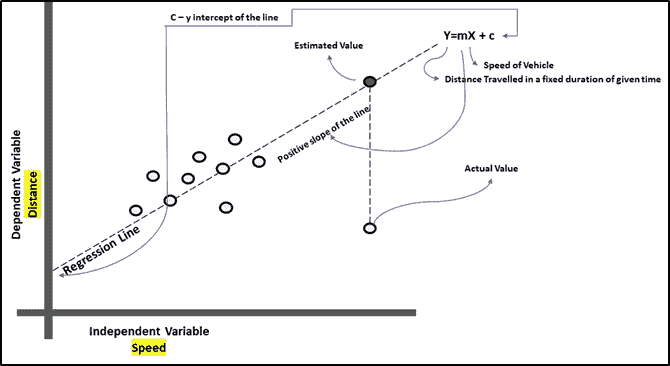 C – y intercept of the line
Y=mX + c
Estimated Value
Speed of Vehicle
Distance Travelled in a fixed duration of given time
Positive slope of the line
Actual Value
Dependent Variable
Distance
Regression Line
Independent Variable
Speed